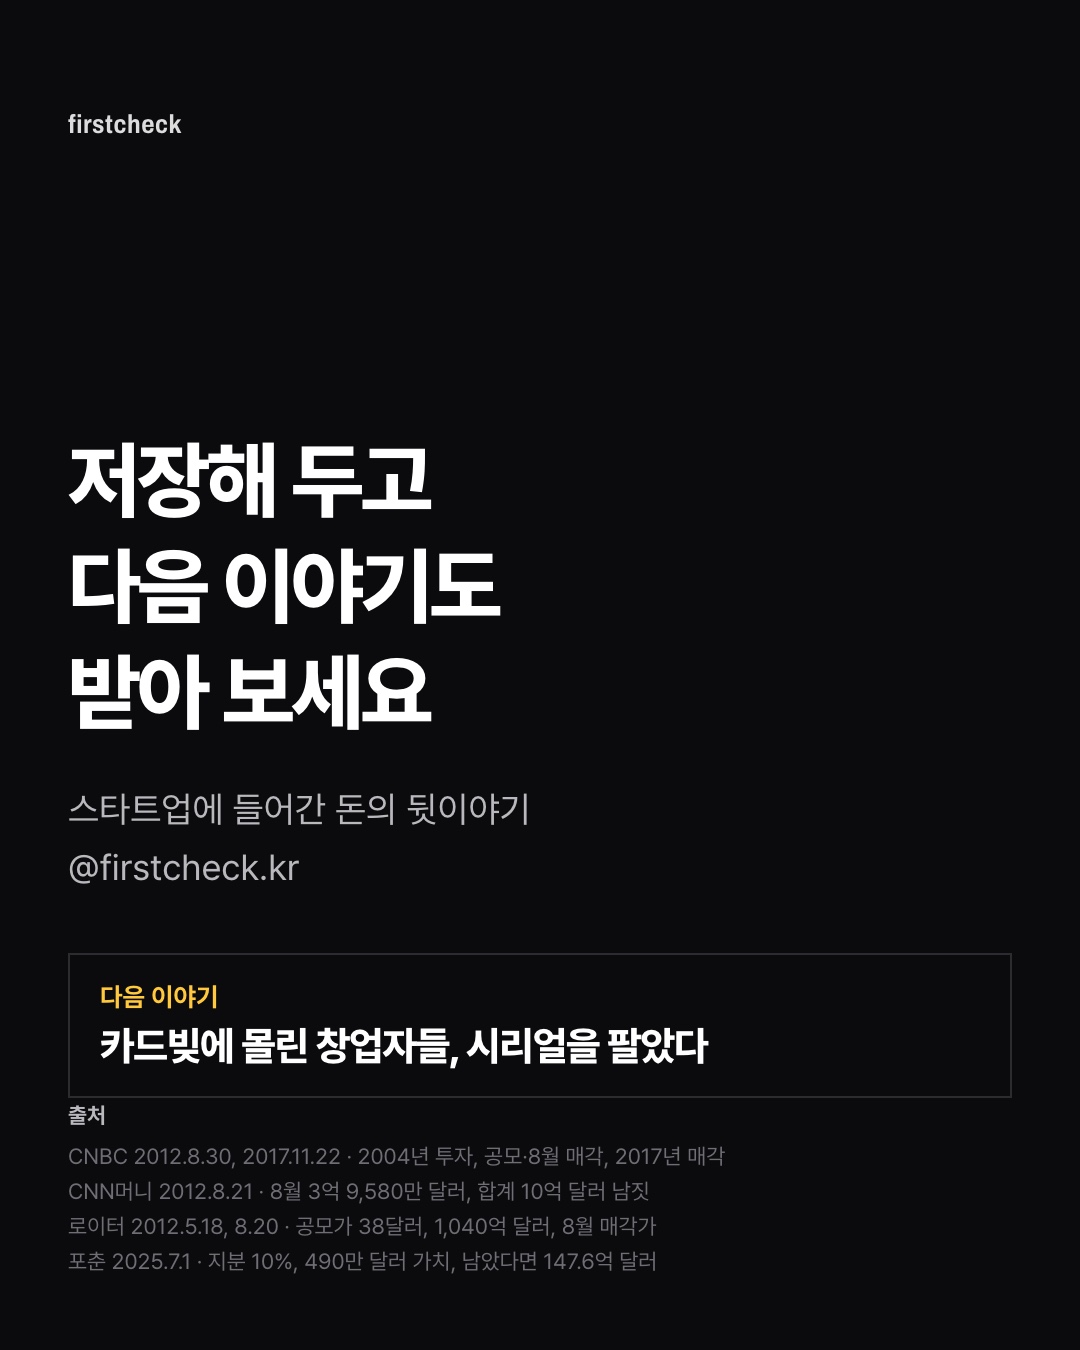 firstcheck
저장해 두고
다음 이야기도
받아 보세요
스타트업에 들어간 돈의 뒷이야기
@firstcheck.kr
다음 이야기
카드빚에 몰린 창업자들, 시리얼을 팔았다
출처
CNBC 2012.8.30, 2017.11.22 · 2004년 투자, 공모·8월 매각, 2017년 매각
CNN머니 2012.8.21 · 8월 3억 9,580만 달러, 합계 10억 달러 남짓
로이터 2012.5.18, 8.20 · 공모가 38달러, 1,040억 달러, 8월 매각가
포춘 2025.7.1 · 지분 10%, 490만 달러 가치, 남았다면 147.6억 달러